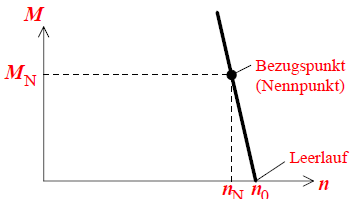 M
Bezugspunkt
M_N
(Nennpunkt)
Leerlauf
n_N n_0 n